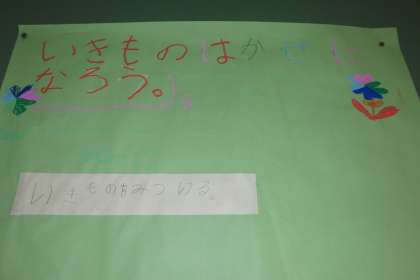 いきものはかせに
なろう。
いきものをみつける。